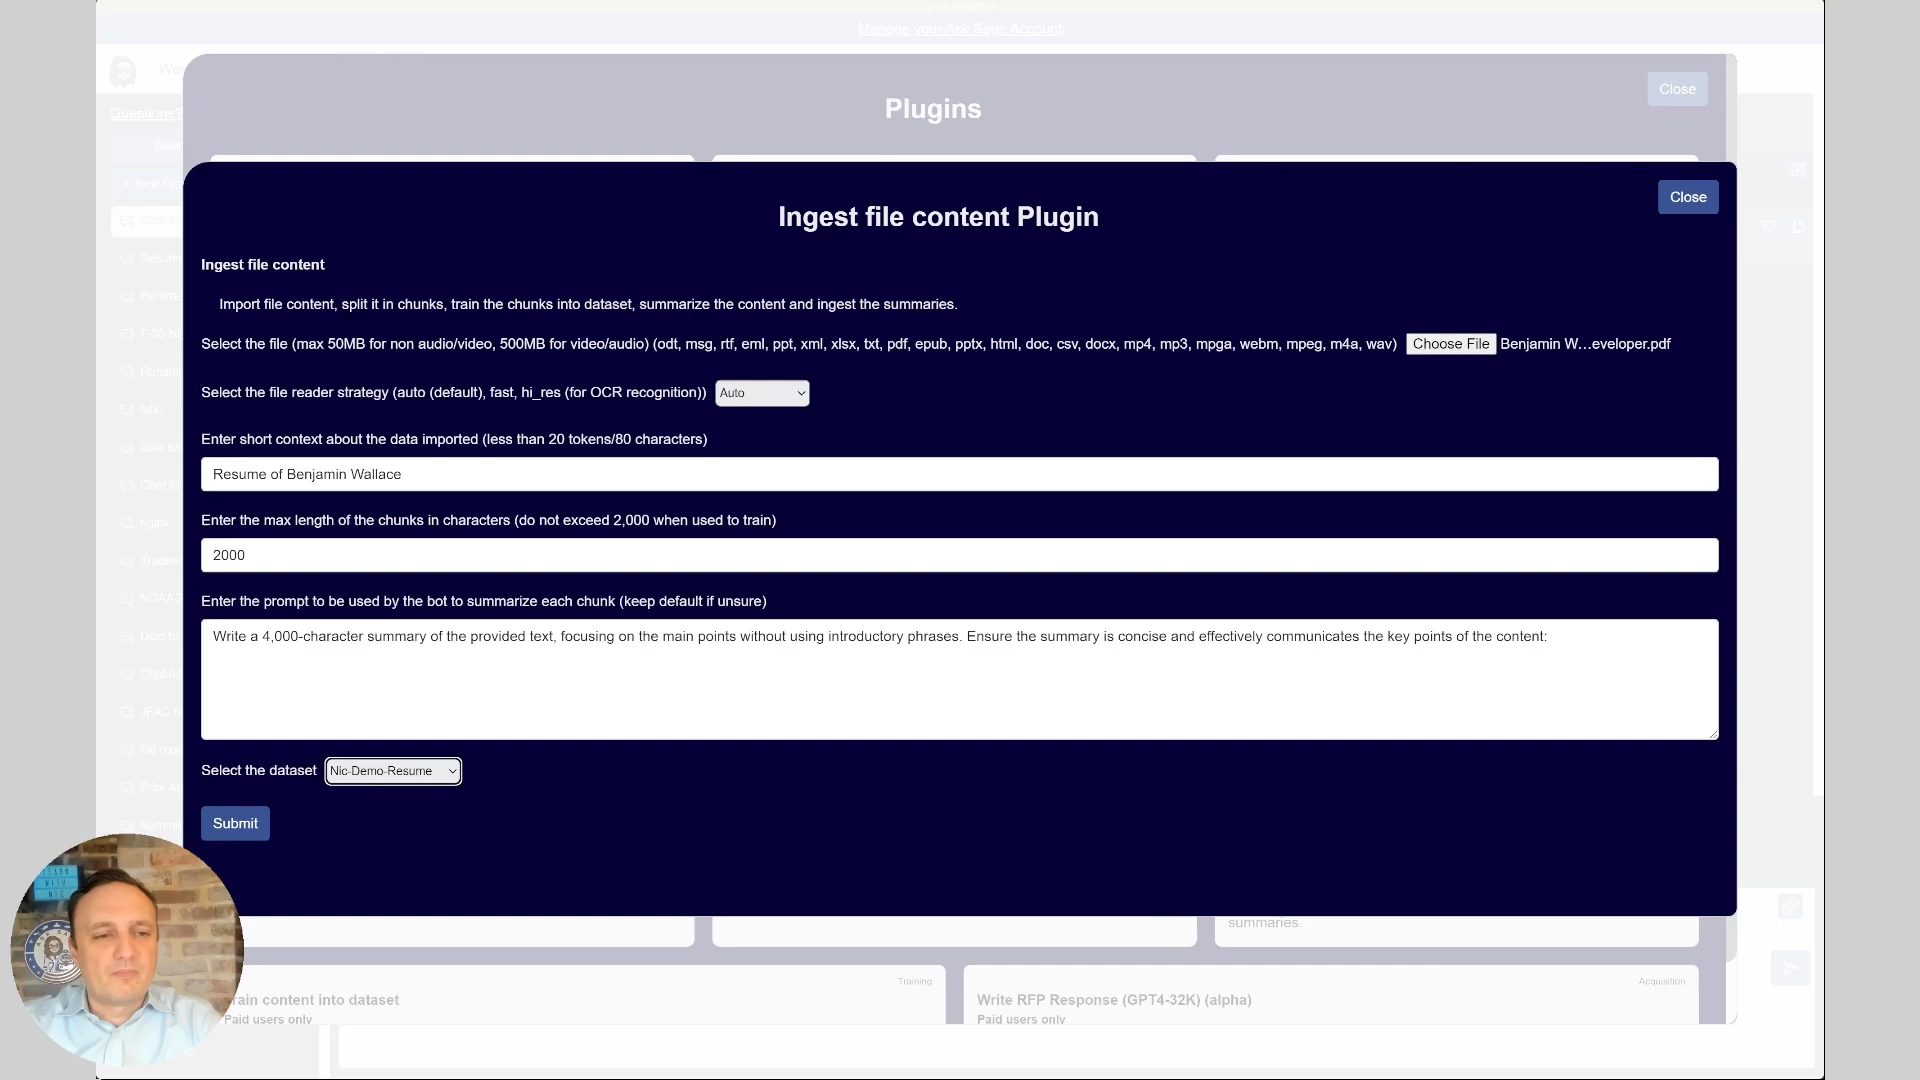 Manage your Ask Sage Account
Questions?
Plugins
Close
Ingest file content Plugin
Close
Ingest file content
Import file content, split it in chunks, train the chunks into dataset, summarize the content and ingest the summaries.
Select the file (max 50MB for non audio/video, 500MB for video/audio) (odt, msg, rtf, eml, ppt, xml, xlsx, txt, pdf, epub, pptx, html, doc, csv, docx, mp4, mp3, mpga, webm, mpeg, m4a, wav) Choose File Benjamin W...eveloper.pdf
Select the file reader strategy (auto (default), fast, hi_res (for OCR recognition)) Auto
Enter short context about the data imported (less than 20 tokens/80 characters)
Resume of Benjamin Wallace
Enter the max length of the chunks in characters (do not exceed 2,000 when used to train)
2000
Enter the prompt to be used by the bot to summarize each chunk (keep default if unsure)
Write a 4,000-character summary of the provided text, focusing on the main points without using introductory phrases. Ensure the summary is concise and effectively communicates the key points of the content:
Select the dataset Nic-Demo-Resume
Submit
summaries.
Training
rain content into dataset
Paid users only
Acquisition
Write RFP Response (GPT4-32K) (alpha)
Paid users only
LEARN
WITH
NIC